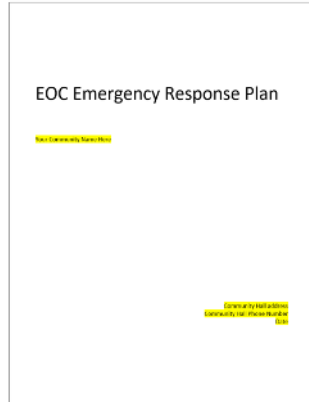 EOC Emergency Response Plan
Your Community Name Here
Community Hall address
Community Hall Phone Number
Date